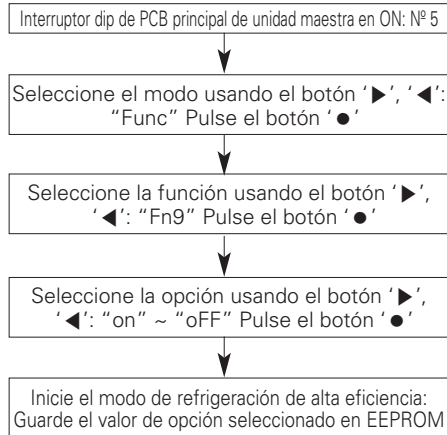 Interruptor dip de PCB principal de unidad maestra en ON: Nº 5
Seleccione el modo usando el botón ‘▶’, ‘◀’:
“Func” Pulse el botón ‘●’
Seleccione la función usando el botón ‘▶’,
‘◀’: “Fn9” Pulse el botón ‘●’
Seleccione la opción usando el botón ‘▶’,
‘◀’: “on” ~ “oFF” Pulse el botón ‘●’
Inicie el modo de refrigeración de alta eficiencia:
Guarde el valor de opción seleccionado en EEPROM